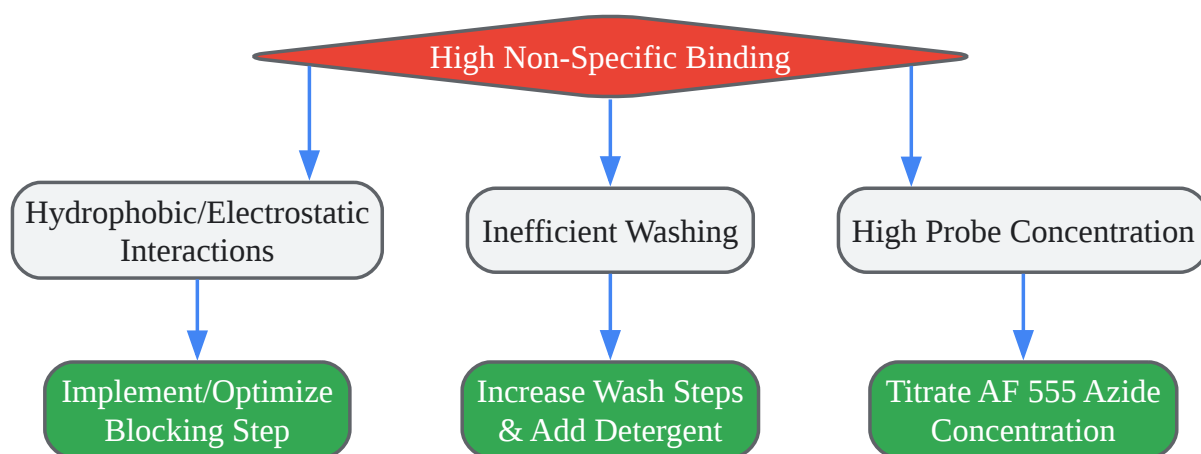 High Non-Specific Binding
Hydrophobic/Electrostatic
Interactions
Inefficient Washing
High Probe Concentration
Implement/Optimize
Blocking Step
Increase Wash Steps
& Add Detergent
Titrate AF 555 Azide
Concentration